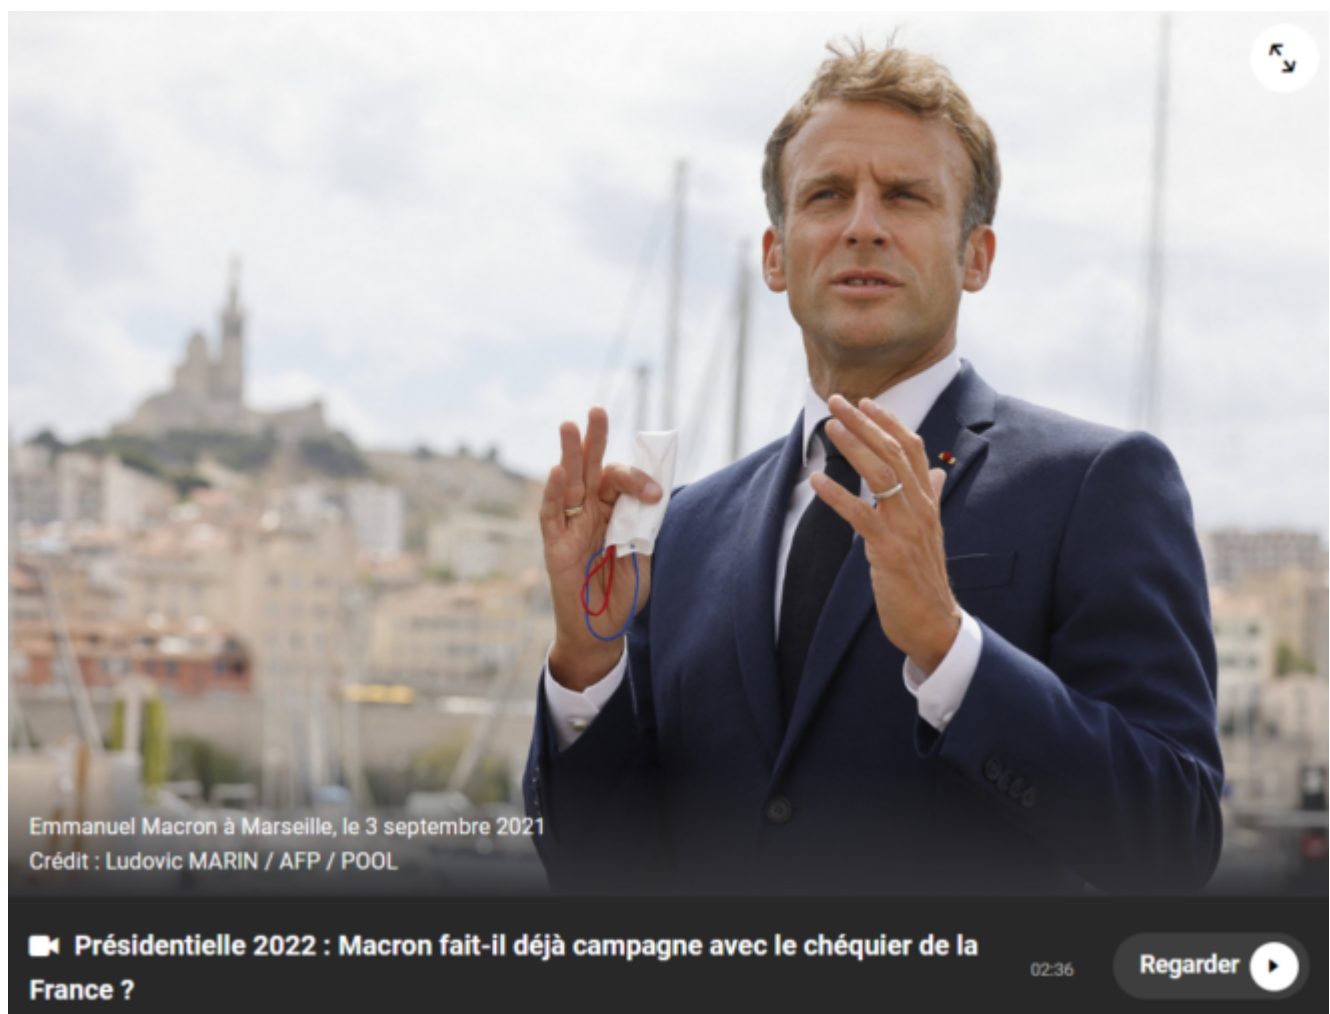 Emmanuel Macron à Marseille, le 3 septembre 2021
Crédit : Ludovic MARIN / AFP / POOL
Présidentielle 2022 : Macron fait-il déjà campagne avec le chéquier de la
France ?
02:36
Regarder